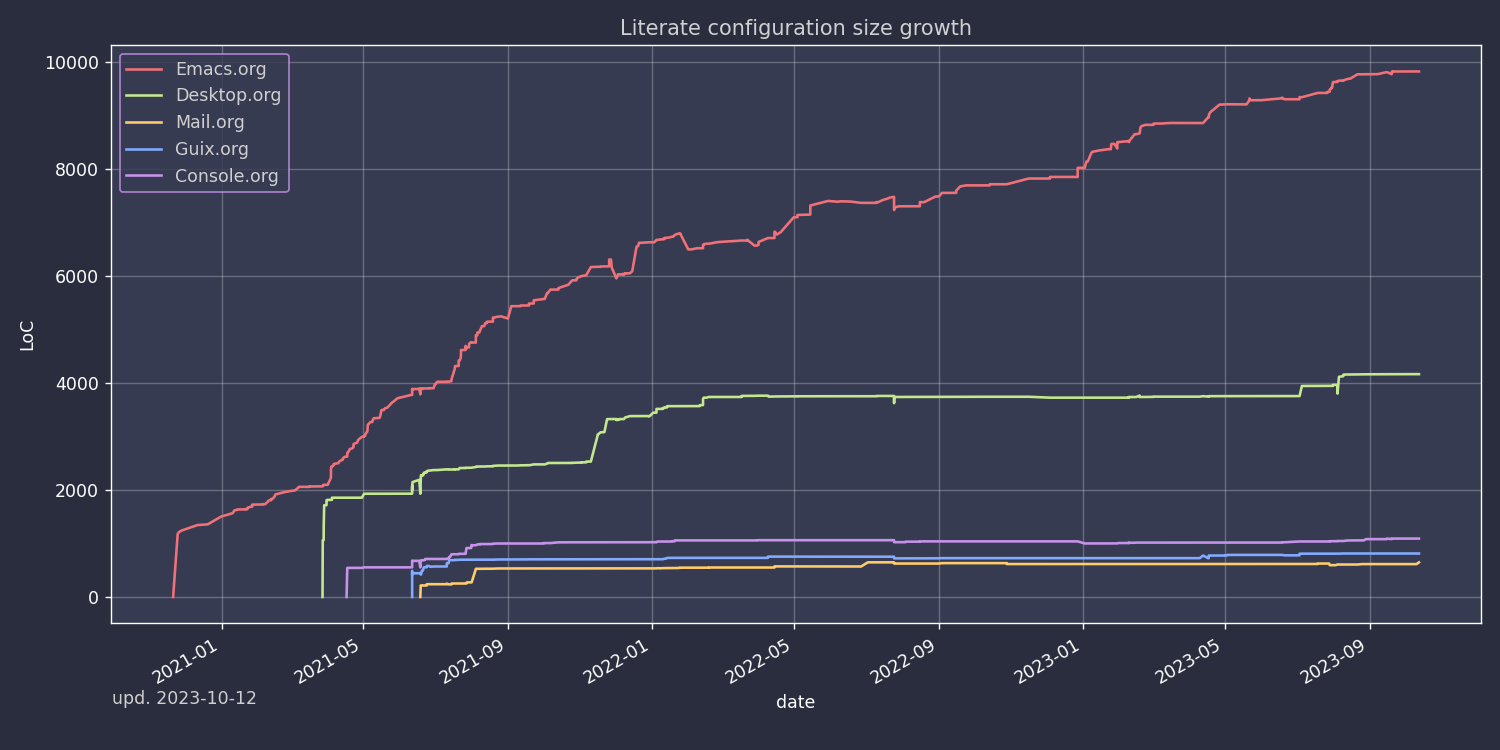 Literate configuration size growth
Emacs.org
Desktop.org
Mail.org
Guix.org
Console.org
10000
8000
6000
4000
2000
0
LoC
2021-01
2021-05
2021-09
2022-01
2022-05
2022-09
2023-01
2023-05
2023-09
date
upd. 2023-10-12